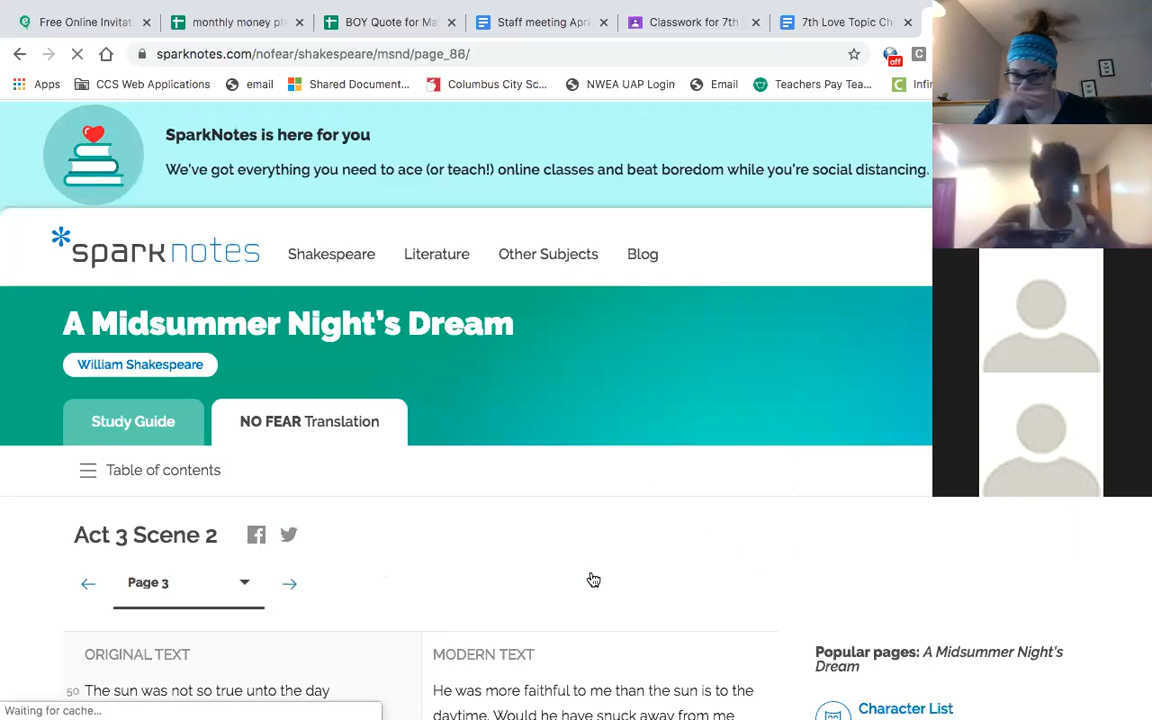 Free Online Invitat
monthly money pl
BOY Quote for Ma
Staff meeting Apri
Classwork for 7th
7th Love Topic Ch
sparknotes.com/nofear/shakespeare/msnd/page_88/
off
Apps
CCS Web Applications
email
Shared Document...
Columbus City Sc...
NWEA UAP Login
Email
Teachers Pay Tea...
Infi
SparkNotes is here for you
We've got everything you need to ace (or teach!) online classes and beat boredom while you're social distancing.
*sparknotes
Shakespeare
Literature
Other Subjects
Blog
A Midsummer Night's Dream
William Shakespeare
Study Guide
NO FEAR Translation
Table of contents
Act 3 Scene 2
Page 3
ORIGINAL TEXT
MODERN TEXT
50 The sun was not so true unto the day
He was more faithful to me than the sun is to the
daytime. Would he have snuck away from me
Popular pages: A Midsummer Night's
Dream
Character List
Waiting for cache...